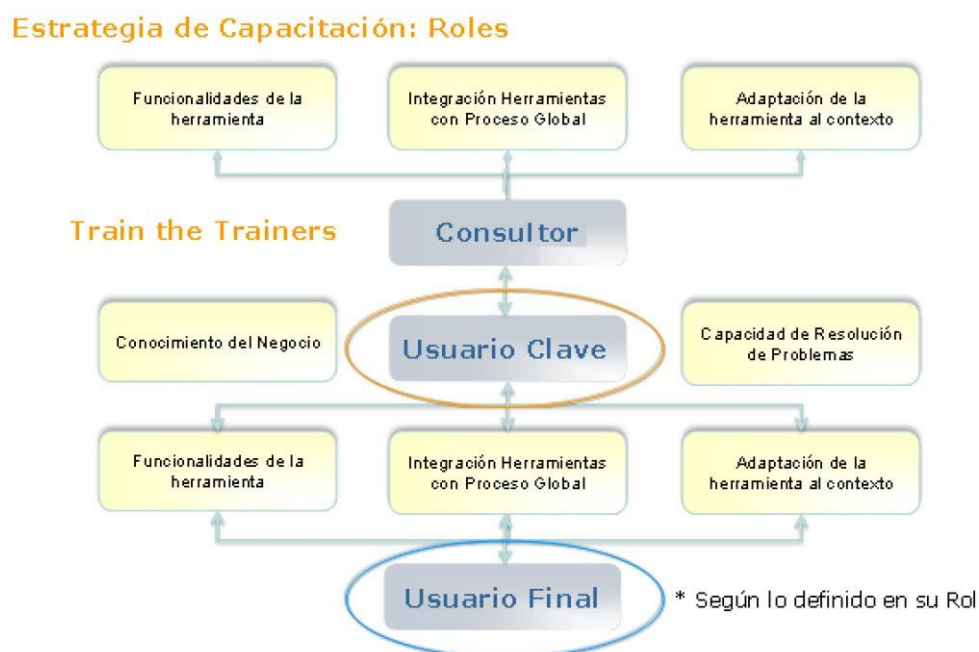 Estrategia de Capacitación: Roles
Funcionalidades de la
herramienta
Integración Herramientas
con Proceso Global
Adaptación de la
herramienta al contexto
Train the Trainers
Consultor
Conocimiento del Negocio
Usuario Clave
Capacidad de Resolución
de Problemas
Funcionalidades de la
herramienta
Integración Herramientas
con Proceso Global
Adaptación de la
herramienta al contexto
Usuario Final
* Según lo definido en su Rol